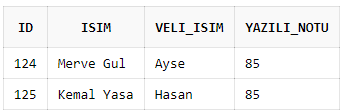 ID ISIM VELI_ISIM YAZILI_NOTU
124 Merve Gul Ayse 85
125 Kemal Yasa Hasan 85